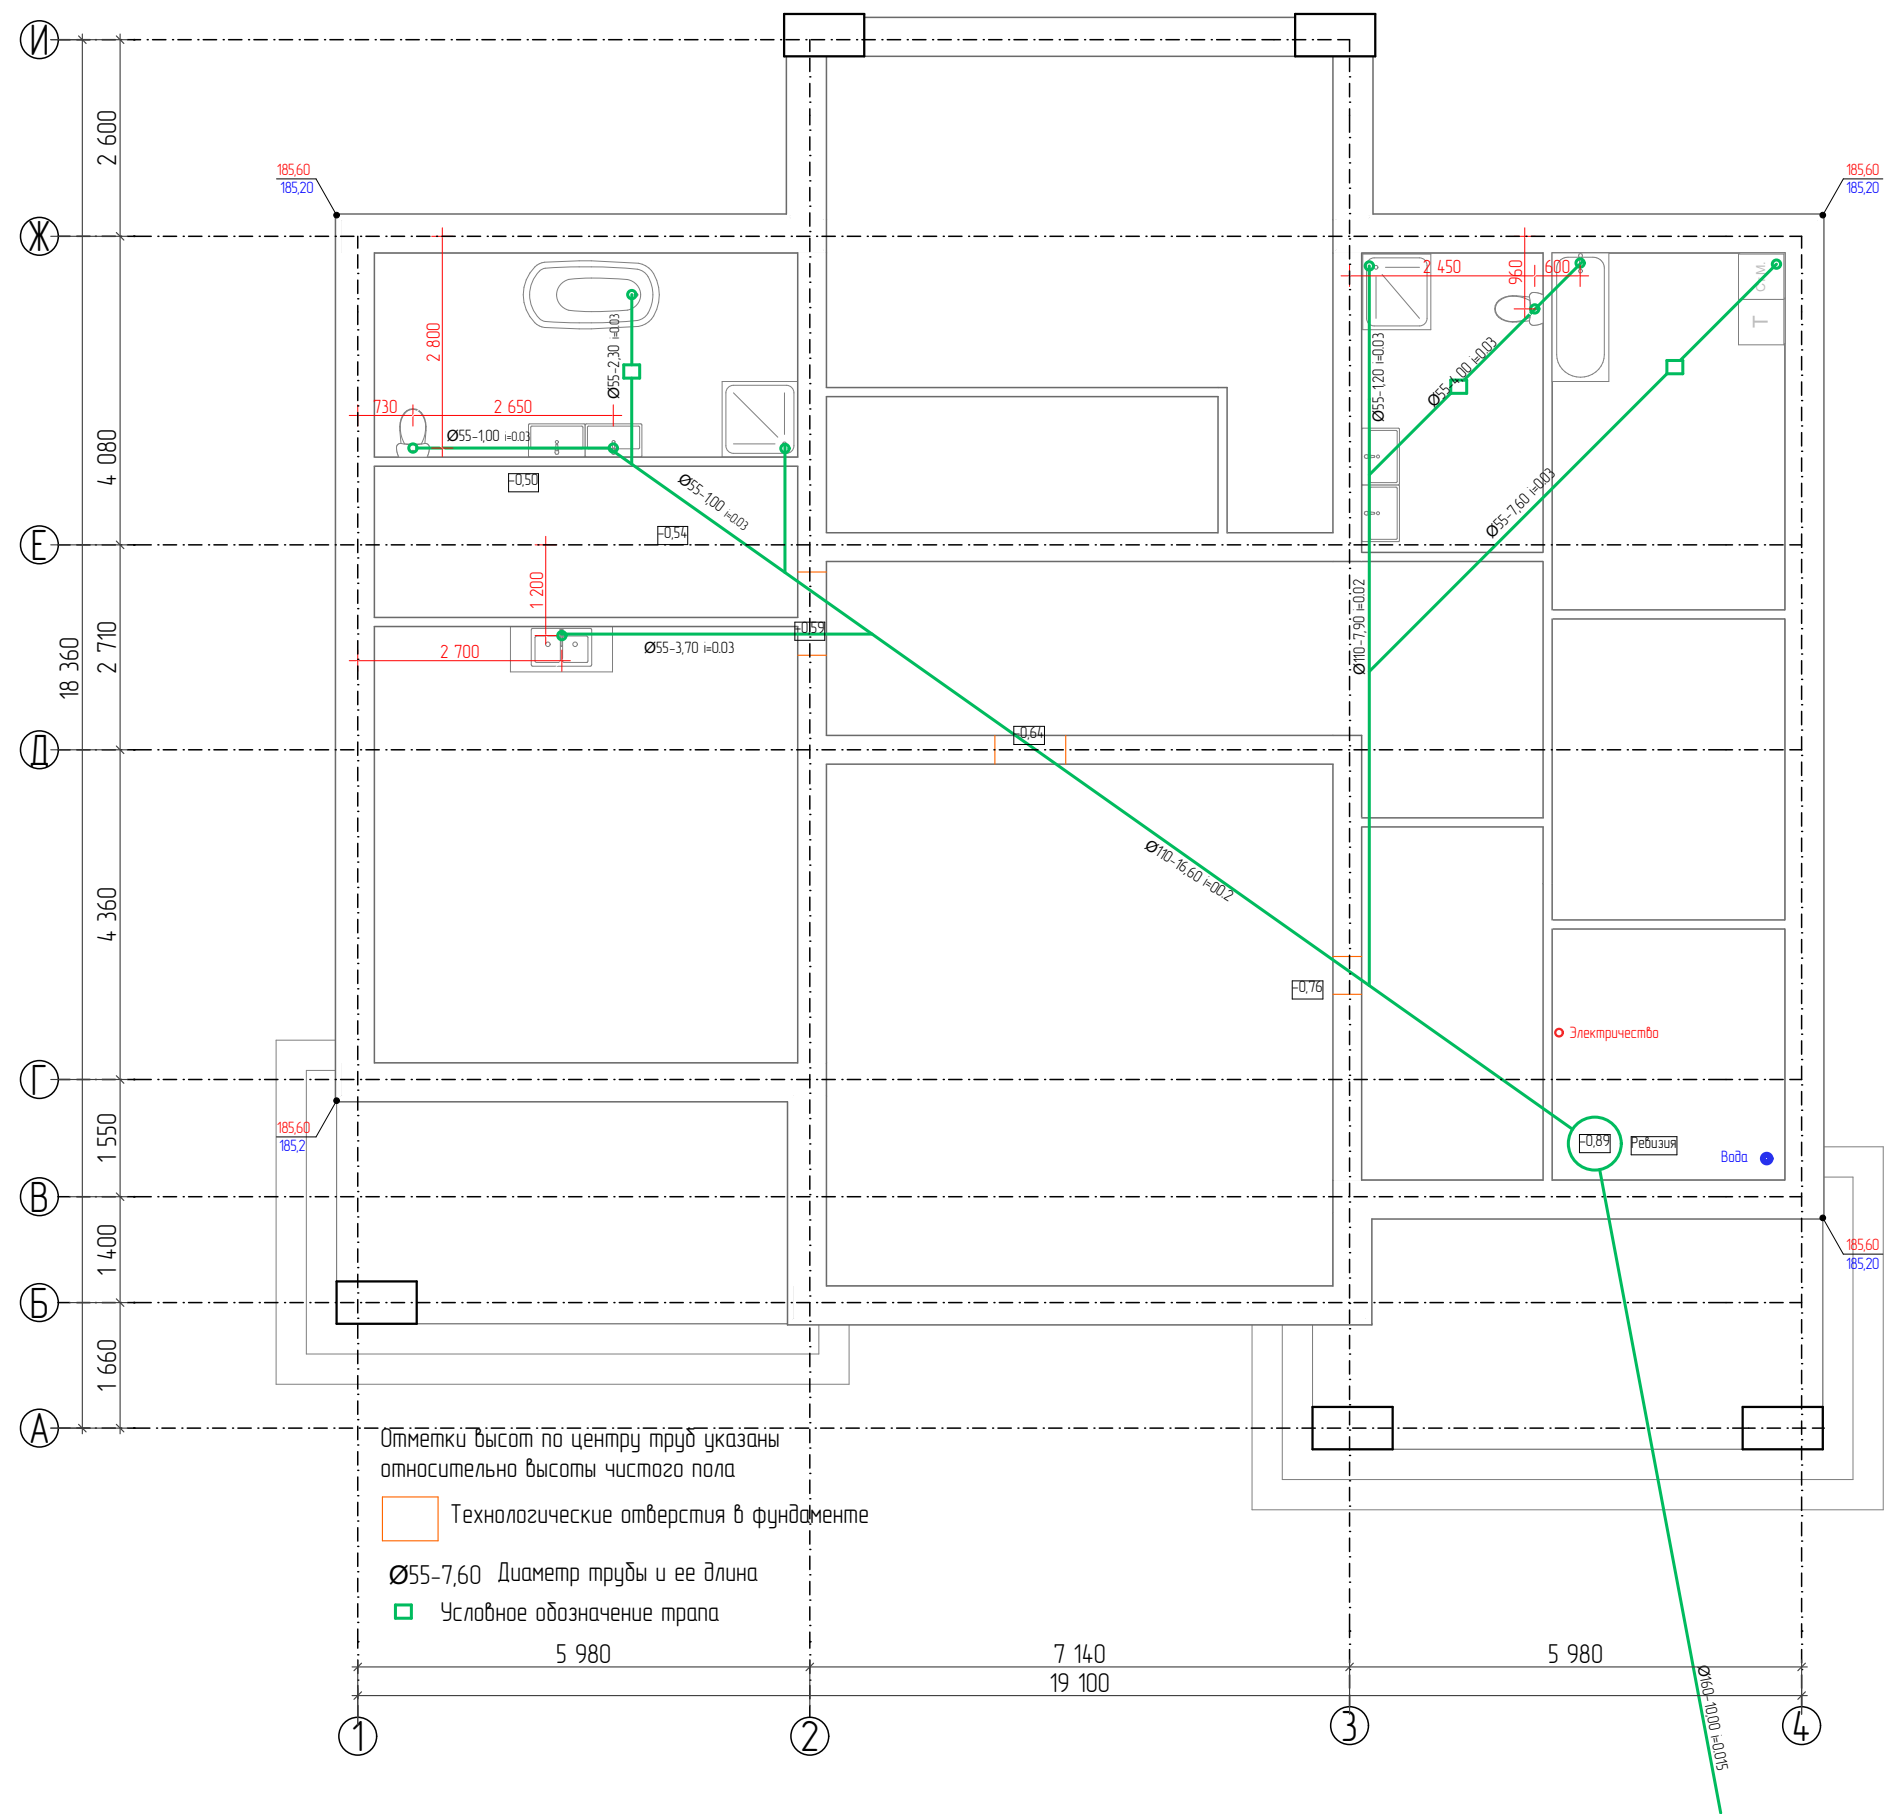 И
2 600
185,60
185,20
185,60
185,20
Ж
2 450
960
600
С.М.
Т
2 800
Ø55-2,30 i=0.03
Ø55-1,20 i=0.03
Ø55-4,00 i=0.03
730
2 650
Ø55-1,00 i=0.03
4 080
-0,50
Ø55-1,00 i=0.03
Ø55-7,60 i=0.03
-0,54
Е
1 200
Ø110-7,90 i=0.02
-0,59
2 710
18 360
2 700
Ø55-3,70 i=0.03
-0,64
Д
Ø110-16,60 i=00.2
4 360
-0,76
Электричество
Г
185,60
185,2
1 550
-0,89
Ревизия
Вода
В
1 400
185,60
185,20
Б
1 660
А
Отметки высот по центру труб указаны
относительно высоты чистого пола
Технологические отверстия в фундаменте
Ø55-7,60 Диаметр трубы и ее длина
Условное обозначение трапа
5 980
7 140
5 980
19 100
Ø160-10,00 i=0.015
1
2
3
4